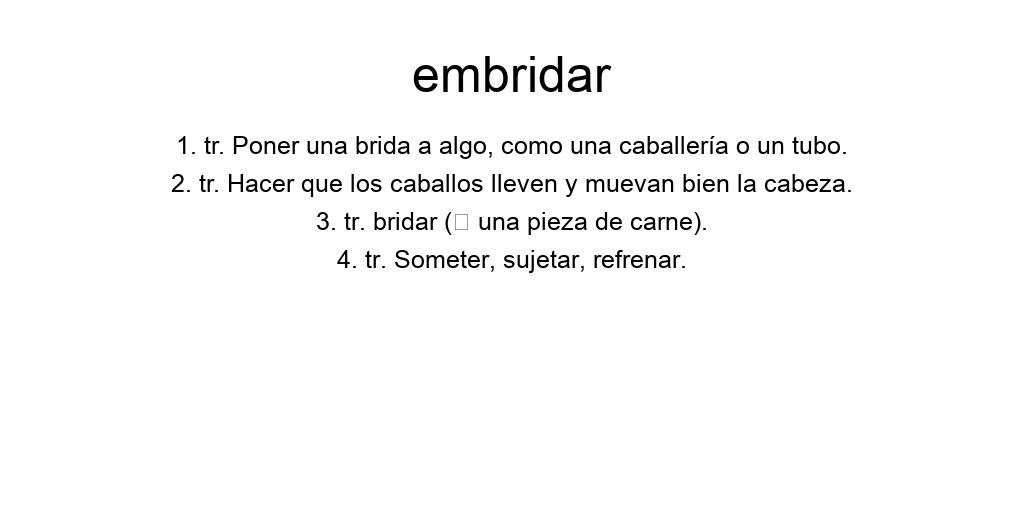 embridar
1. tr. Poner una brida a algo, como una caballería o un tubo.
2. tr. Hacer que los caballos lleven y muevan bien la cabeza.
3. tr. bridar (□ una pieza de carne).
4. tr. Someter, sujetar, refrenar.